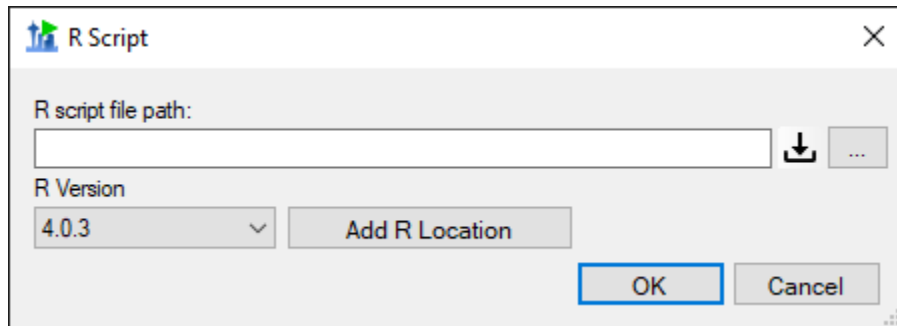 R Script
R script file path:
...
R Version
4.0.3
Add R Location
OK
Cancel